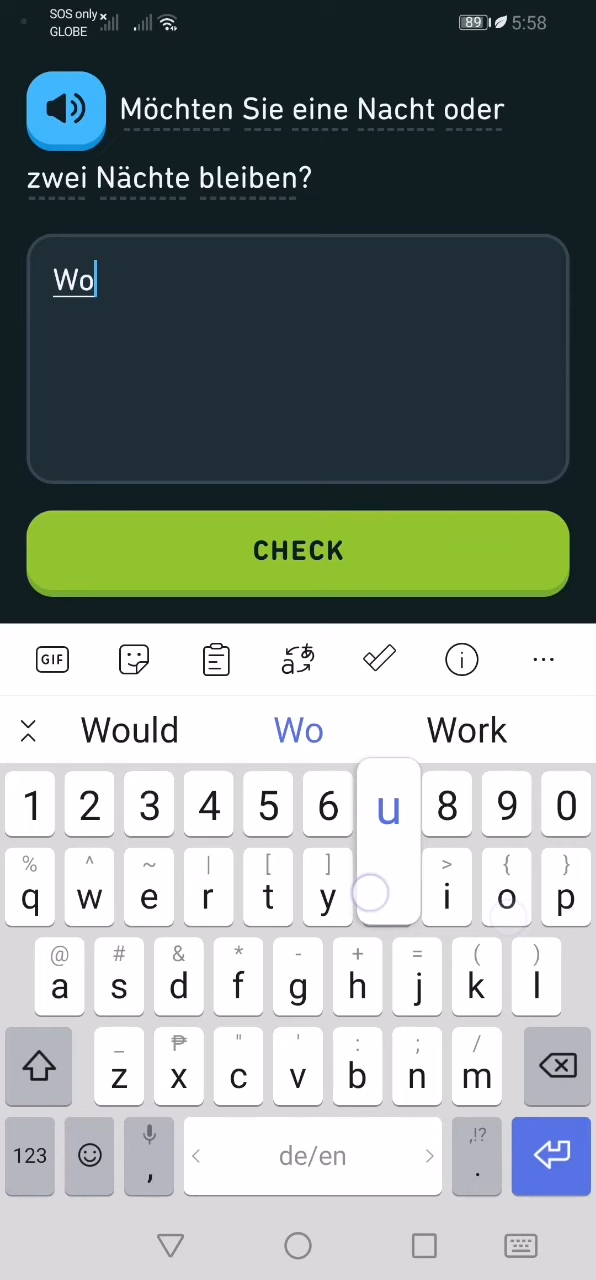 SOS only
GLOBE
89 5:58
Möchten Sie eine Nacht oder
zwei Nächte bleiben?
Wo
CHECK
GIF
Would Wo Work
1 2 3 4 5 6 u 8 9 0
% ^ ~ | [ ] > { }
q w e r t y i o p
@ # & * - + = ( )
a s d f g h j k l
_ ₱ " ' : ; /
z x c v b n m
,!?
123 , < de/en > .